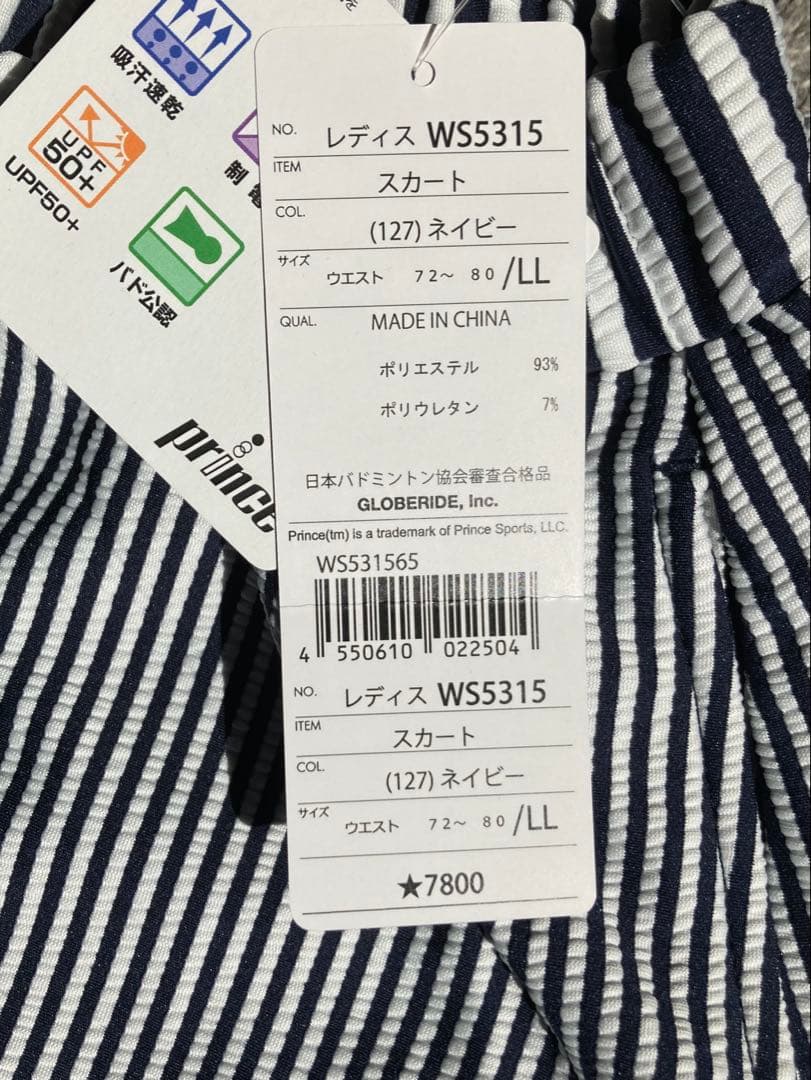 吸汗速乾
UPF
50+
UPF50+
制電
バド公認
prince
NO. レディス WS5315
ITEM
スカート
COL.
(127) ネイビー
サイズ
ウエスト 72～ 80/LL
QUAL. MADE IN CHINA
ポリエステル 93%
ポリウレタン 7%
日本バドミントン協会審査合格品
GLOBERIDE, Inc.
Prince(tm) is a trademark of Prince Sports, LLC.
WS531565
4 550610 022504
NO. レディス WS5315
ITEM
スカート
COL.
(127) ネイビー
サイズ
ウエスト 72～ 80/LL
★7800